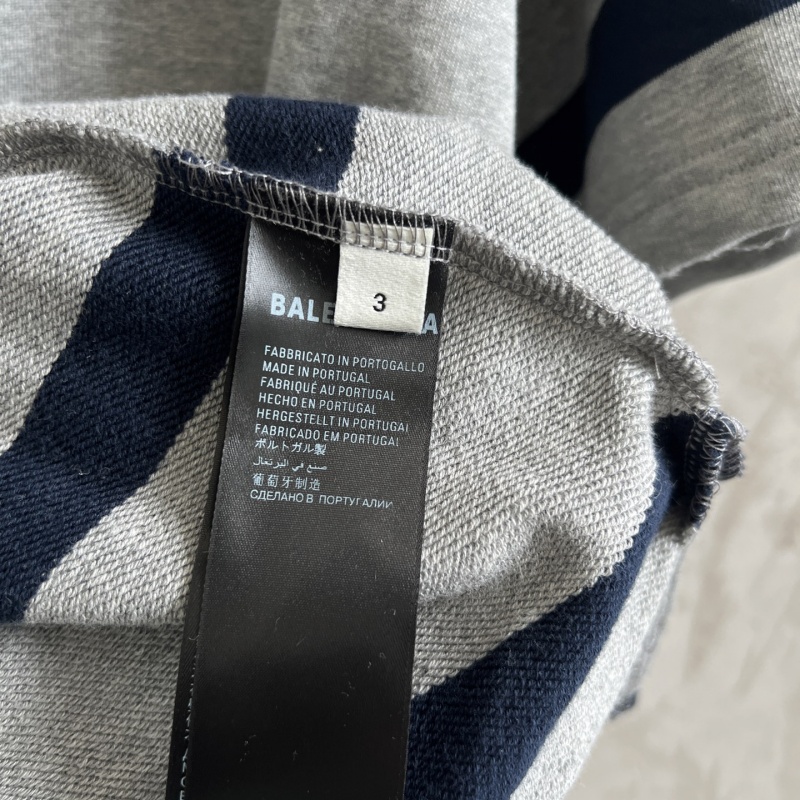 3
BALE A
FABBRICATO IN PORTOGALLO
MADE IN PORTUGAL
FABRIQUÉ AU PORTUGAL
HECHO EN PORTUGAL
HERGESTELLT IN PORTUGAL
FABRICADO EM PORTUGAL
ポルトガル製
صنع في البرتغال
葡萄牙制造
СДЕЛАНО В ПОРТУГАЛИИ